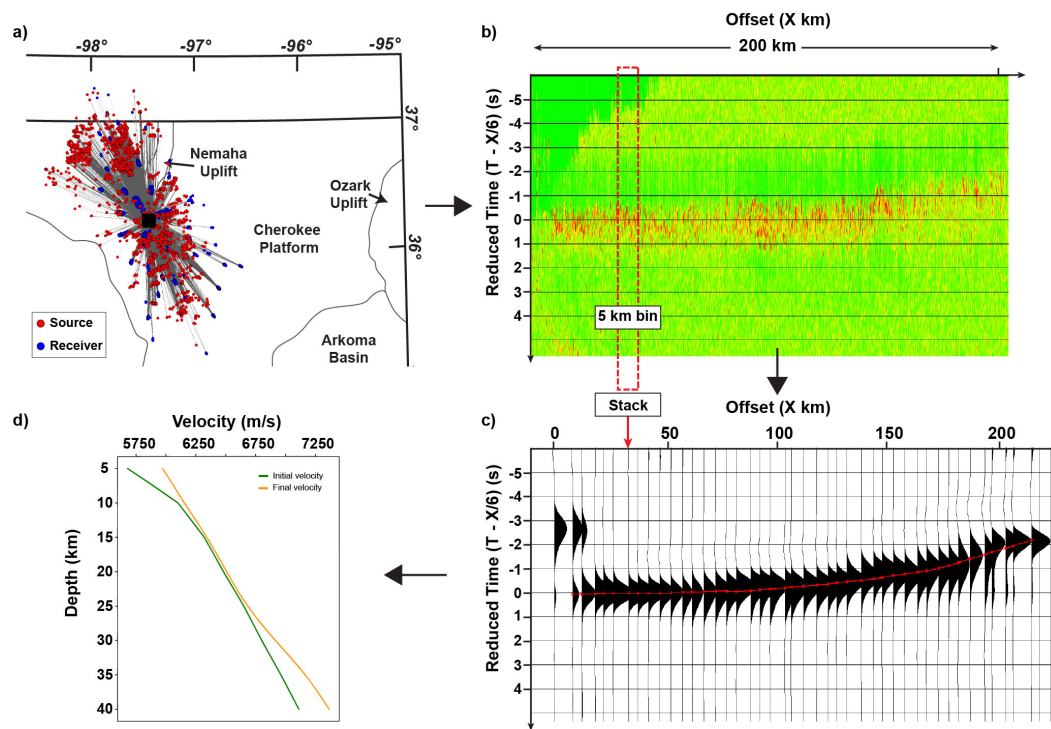 a)
-98°
-97°
-96°
-95°
37°
36°
Nemaha
Uplift
Ozark
Uplift
Cherokee
Platform
Arkoma
Basin
Source
Receiver
b)
Offset (X km)
200 km
Reduced Time (T - X/6) (s)
-5
-4
-3
-2
-1
0
1
2
3
4
5 km bin
Stack
c)
Offset (X km)
0
50
100
150
200
Reduced Time (T - X/6) (s)
-5
-4
-3
-2
-1
0
1
2
3
4
d)
Velocity (m/s)
5750
6250
6750
7250
Depth (km)
5
10
15
20
25
30
35
40
Initial velocity
Final velocity